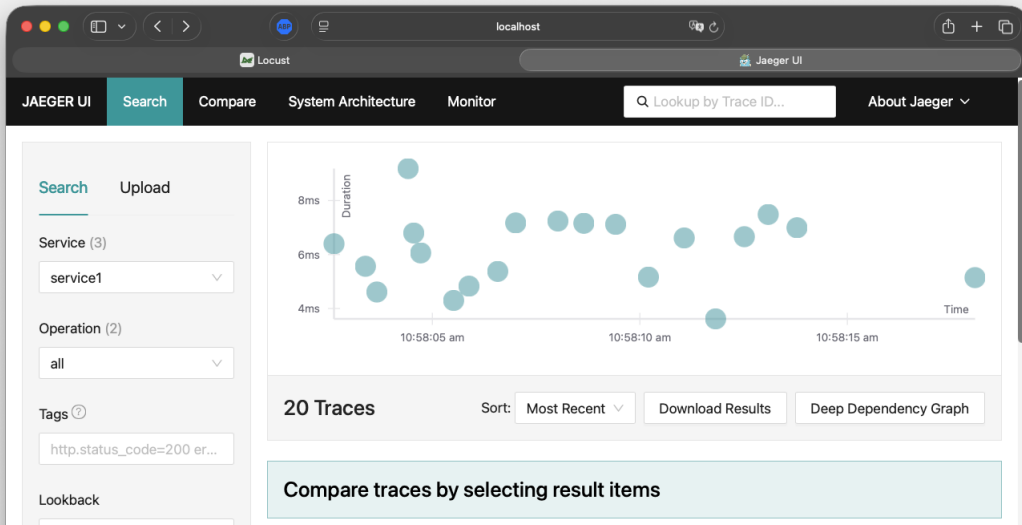 ABP
localhost
Locust
Jaeger UI
JAEGER UI
Search
Compare
System Architecture
Monitor
Lookup by Trace ID...
About Jaeger
Search
Upload
Service (3)
service1
Operation (2)
all
Tags ?
http.status_code=200 er...
Lookback
Duration
8ms
6ms
4ms
Time
10:58:05 am
10:58:10 am
10:58:15 am
20 Traces
Sort:
Most Recent
Download Results
Deep Dependency Graph
Compare traces by selecting result items